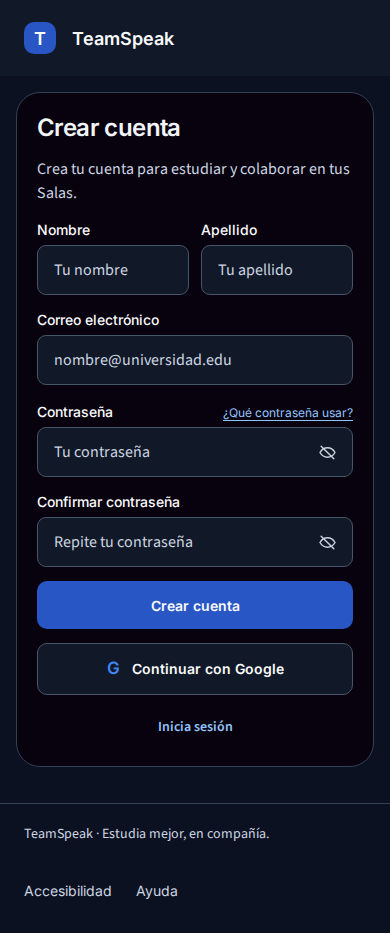 T TeamSpeak
Crear cuenta
Crea tu cuenta para estudiar y colaborar en tus
Salas.
Nombre Apellido
Tu nombre Tu apellido
Correo electrónico
nombre@universidad.edu
Contraseña ¿Qué contraseña usar?
Tu contraseña
Confirmar contraseña
Repite tu contraseña
Crear cuenta
G Continuar con Google
Inicia sesión
TeamSpeak · Estudia mejor, en compañía.
Accesibilidad Ayuda